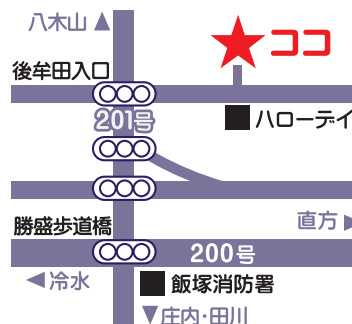 八木山
ココ
後牟田入口
201号
ハローデイ
直方
勝盛歩道橋
200号
冷水
飯塚消防署
庄内・田川